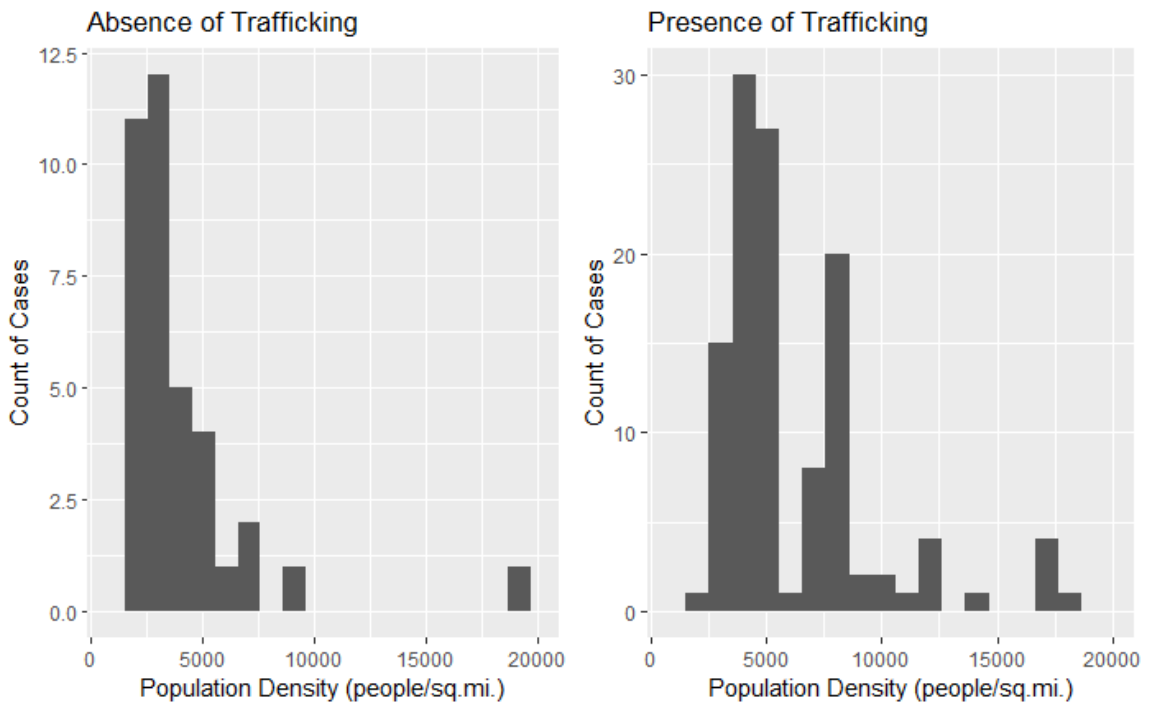 Absence of Trafficking
12.5
10.0
7.5
5.0
2.5
0.0
Count of Cases
0 5000 10000 15000 20000
Population Density (people/sq.mi.)
Presence of Trafficking
30
20
10
0
Count of Cases
0 5000 10000 15000 20000
Population Density (people/sq.mi.)